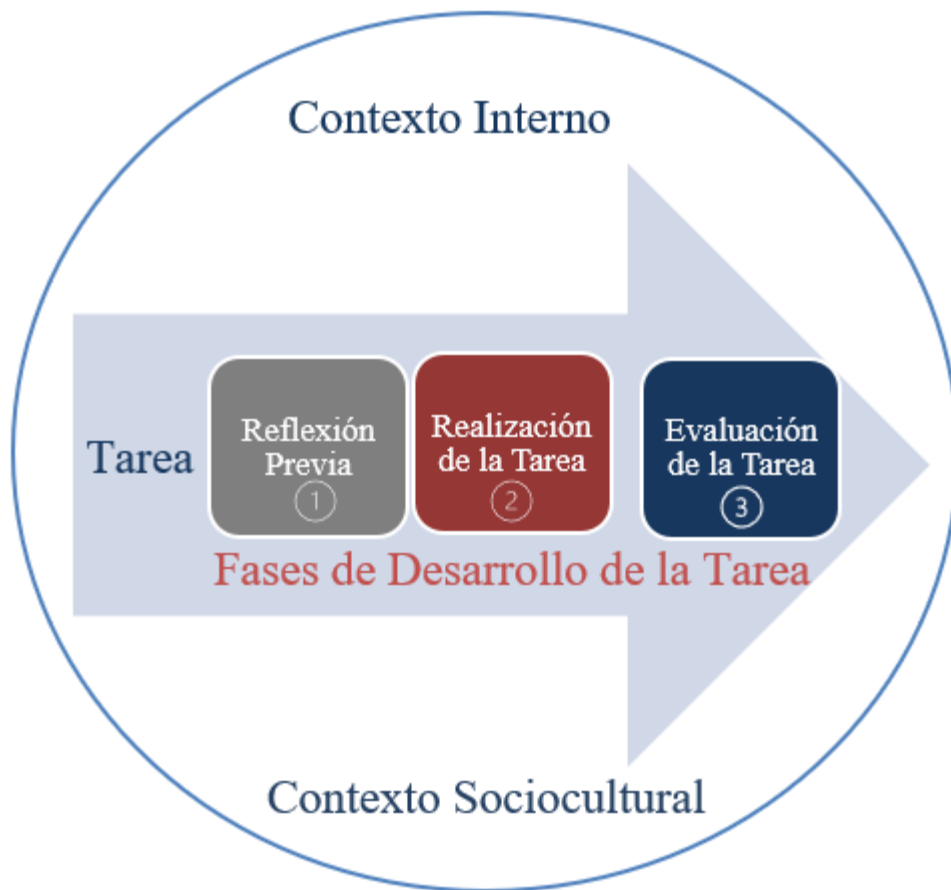 Contexto Interno
Tarea
Reflexión
Previa
1
Realización
de la Tarea
2
Evaluación
de la Tarea
3
Fases de Desarrollo de la Tarea
Contexto Sociocultural